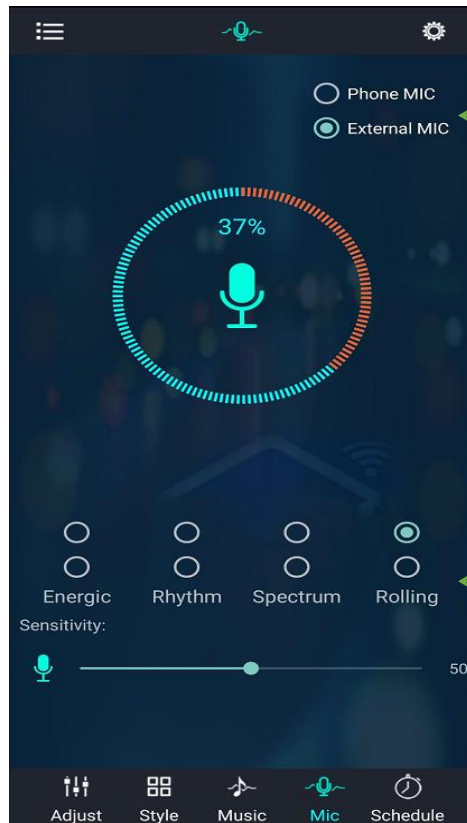 Phone MIC
External MIC
37%
Energic Rhythm Spectrum Rolling
Sensitivity:
50
Adjust Style Music Mic Schedule